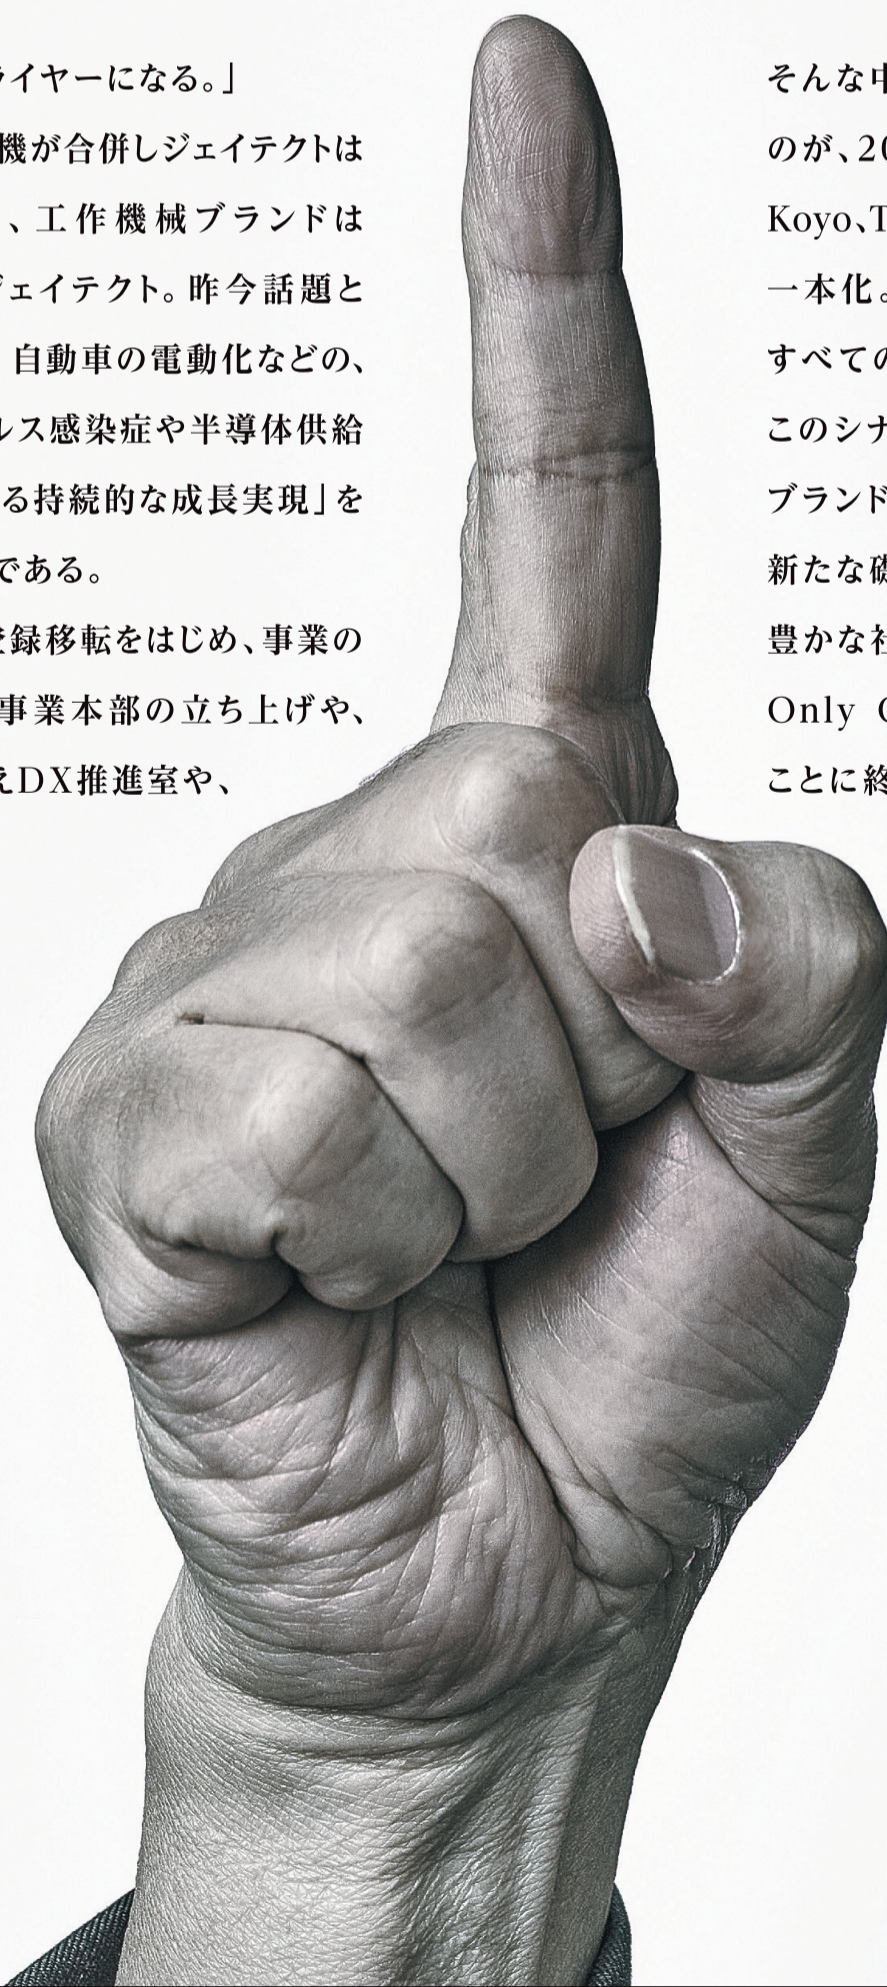 ライヤーになる。」
機が合併しジェイテクトは
、工作機械ブランドは
ジェイテクト。昨今話題と
自動車の電動化などの、
ルス感染症や半導体供給
る持続的な成長実現」を
である。
登録移転をはじめ、事業の
事業本部の立ち上げや、
えDX推進室や、
そんな中
のが、20
Koyo、T
一本化。
すべての
このシナ
ブランド
新たな礎
豊かな社
Only O
ことに終